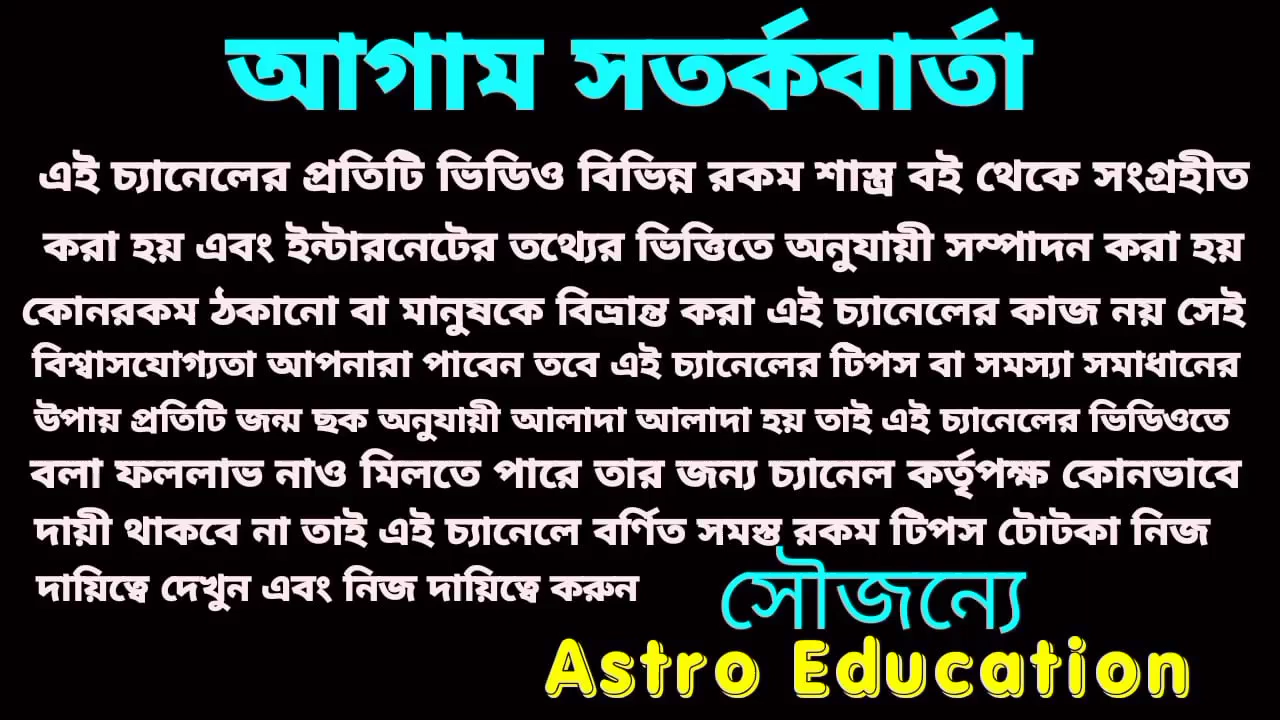 আগাম সতর্কবার্তা
এই চ্যানেলের প্রতিটি ভিডিও বিভিন্ন রকম শাস্ত্র বই থেকে সংগ্রহীত
করা হয় এবং ইন্টারনেটের তথ্যের ভিত্তিতে অনুযায়ী সম্পাদন করা হয়
কোনরকম ঠকানো বা মানুষকে বিভ্রান্ত করা এই চ্যানেলের কাজ নয় সেই
বিশ্বাসযোগ্যতা আপনারা পাবেন তবে এই চ্যানেলের টিপস বা সমস্যা সমাধানের
উপায় প্রতিটি জন্ম ছক অনুযায়ী আলাদা আলাদা হয় তাই এই চ্যানেলের ভিডিওতে
বলা ফললাভ নাও মিলতে পারে তার জন্য চ্যানেল কর্তৃপক্ষ কোনভাবে
দায়ী থাকবে না তাই এই চ্যানেলে বর্ণিত সমস্ত রকম টিপস টোটকা নিজ
দায়িত্বে দেখুন এবং নিজ দায়িত্বে করুন
সৌজন্যে
Astro Education